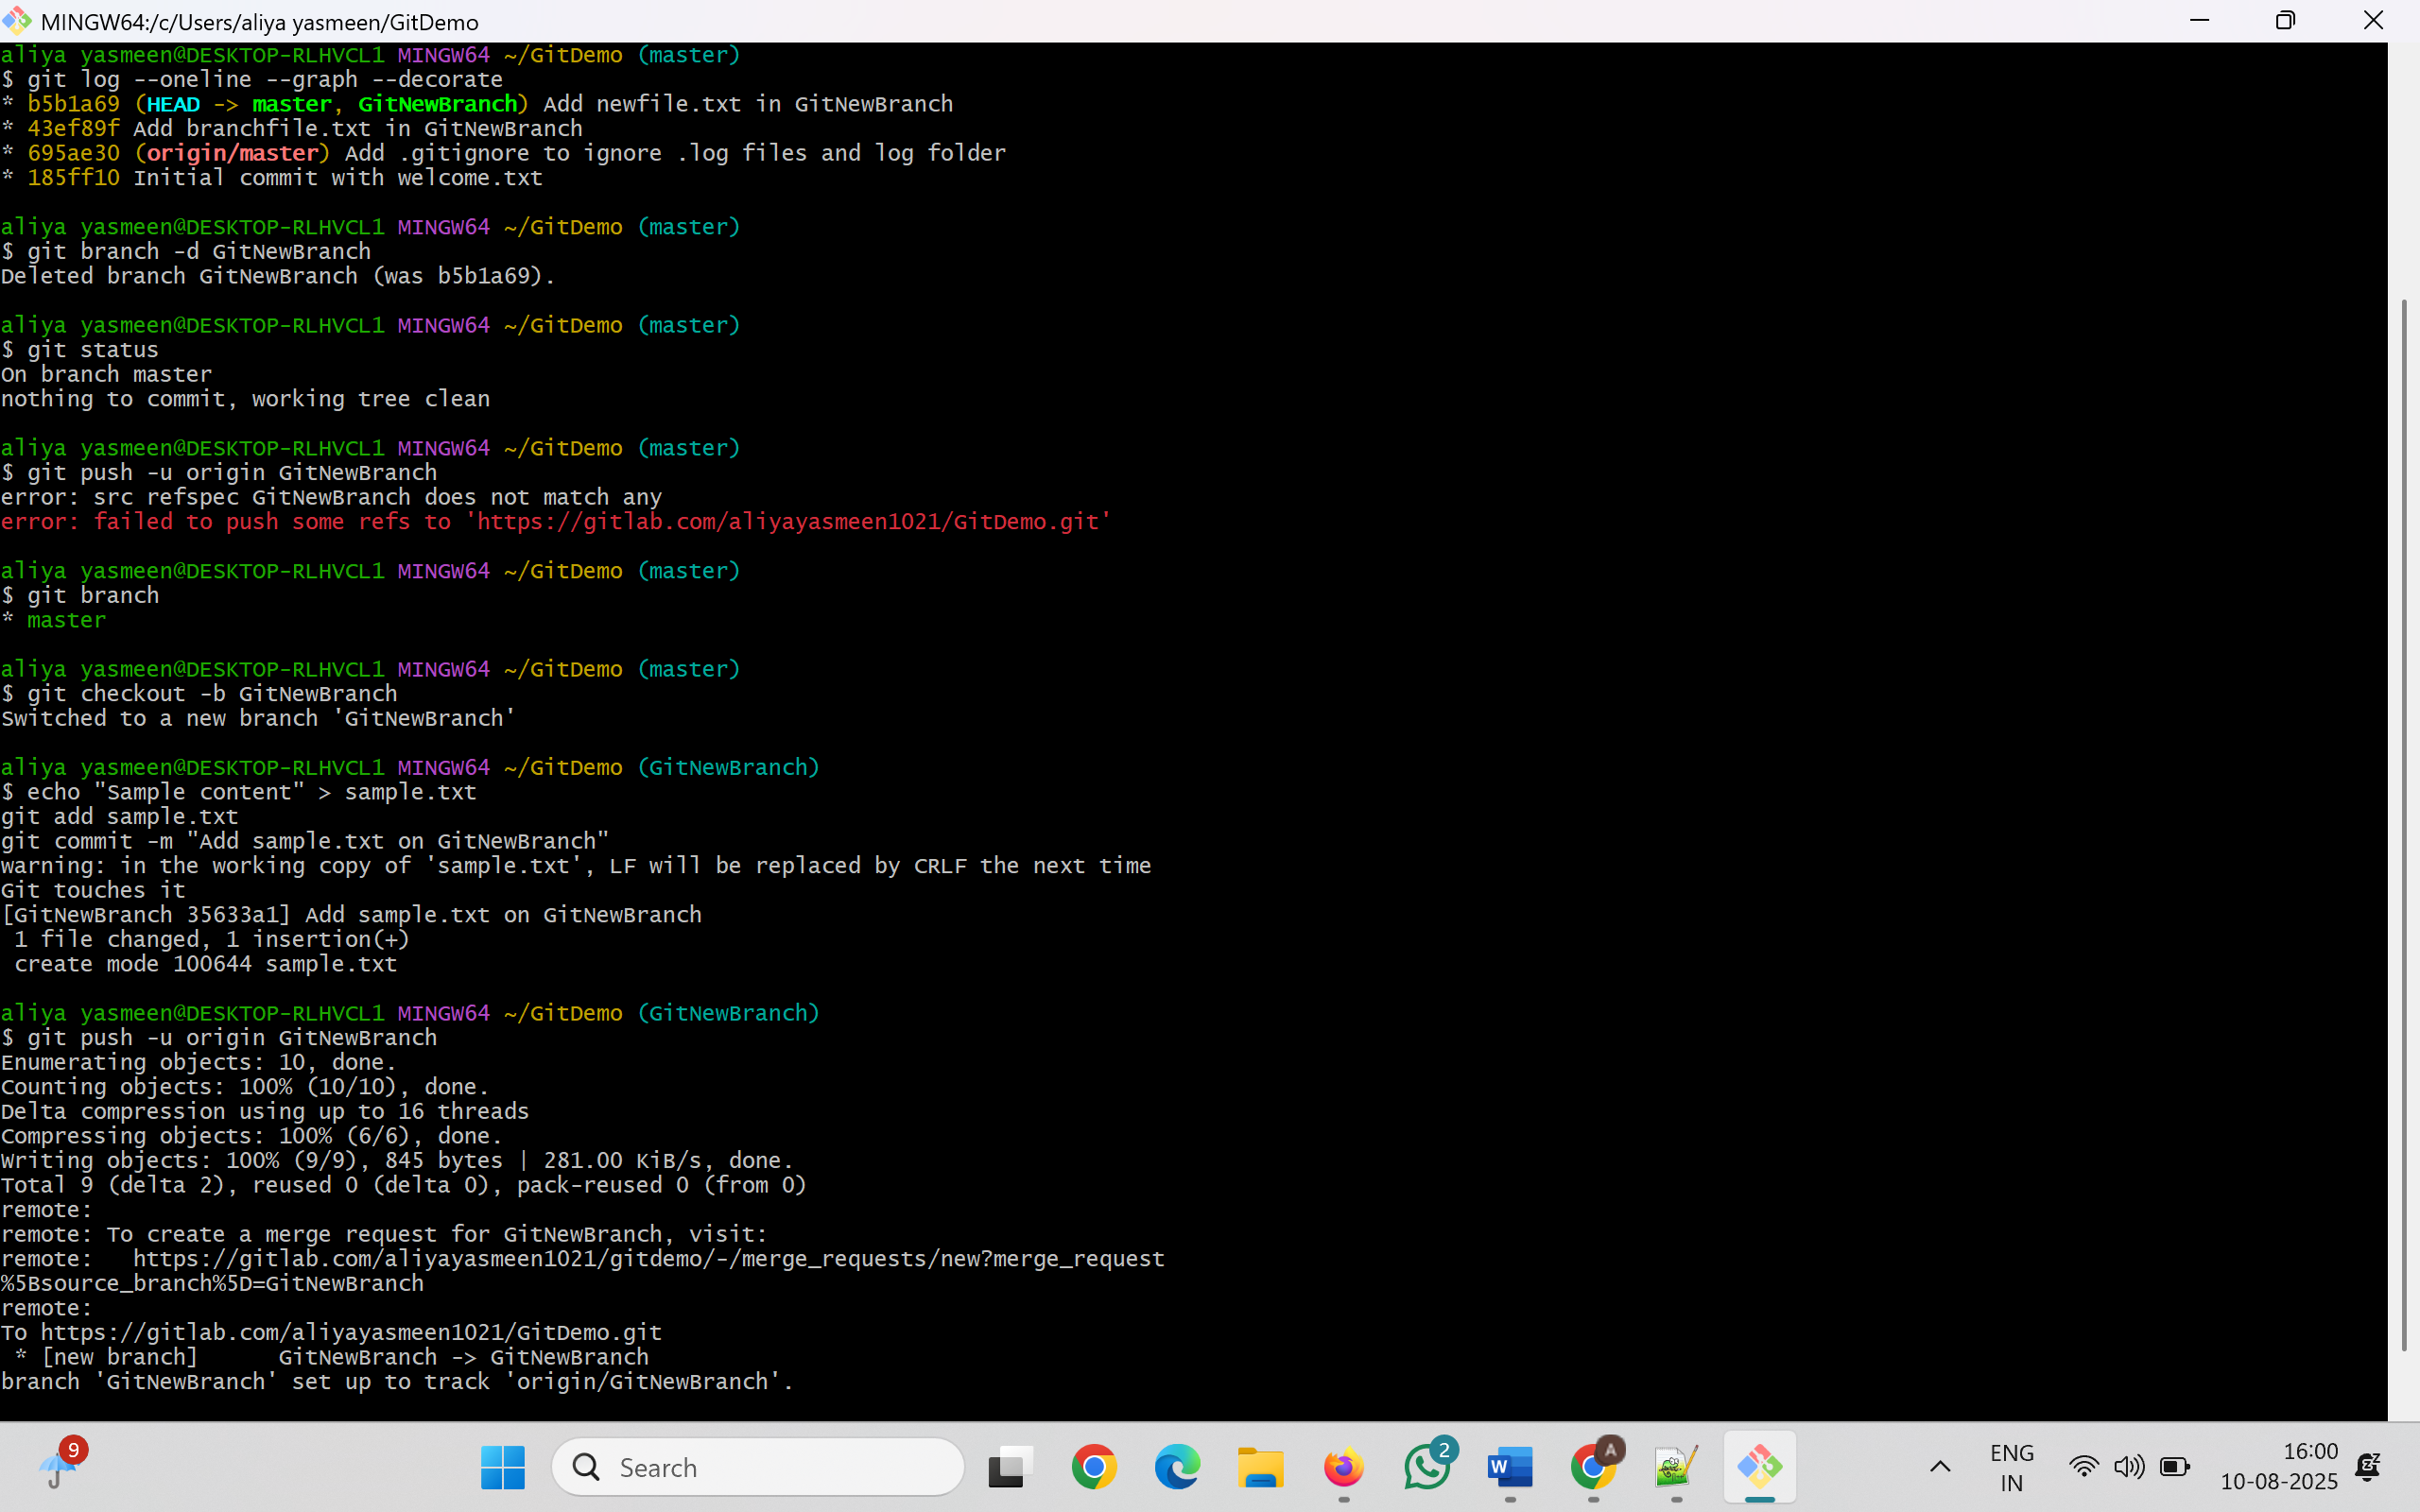 MINGW64:/c/Users/aliya yasmeen/GitDemo
aliya yasmeen@DESKTOP-RLHVCL1 MINGW64 ~/GitDemo (master)
$ git log --oneline --graph --decorate
* b5b1a69 (HEAD -> master, GitNewBranch) Add newfile.txt in GitNewBranch
* 43ef89f Add branchfile.txt in GitNewBranch
* 695ae30 (origin/master) Add .gitignore to ignore .log files and log folder
* 185ff10 Initial commit with welcome.txt
aliya yasmeen@DESKTOP-RLHVCL1 MINGW64 ~/GitDemo (master)
$ git branch -d GitNewBranch
Deleted branch GitNewBranch (was b5b1a69).
aliya yasmeen@DESKTOP-RLHVCL1 MINGW64 ~/GitDemo (master)
$ git status
On branch master
nothing to commit, working tree clean
aliya yasmeen@DESKTOP-RLHVCL1 MINGW64 ~/GitDemo (master)
$ git push -u origin GitNewBranch
error: src refspec GitNewBranch does not match any
error: failed to push some refs to 'https://gitlab.com/aliyayasmeen1021/GitDemo.git'
aliya yasmeen@DESKTOP-RLHVCL1 MINGW64 ~/GitDemo (master)
$ git branch
* master
aliya yasmeen@DESKTOP-RLHVCL1 MINGW64 ~/GitDemo (master)
$ git checkout -b GitNewBranch
Switched to a new branch 'GitNewBranch'
aliya yasmeen@DESKTOP-RLHVCL1 MINGW64 ~/GitDemo (GitNewBranch)
$ echo "Sample content" > sample.txt
git add sample.txt
git commit -m "Add sample.txt on GitNewBranch"
warning: in the working copy of 'sample.txt', LF will be replaced by CRLF the next time
Git touches it
[GitNewBranch 35633a1] Add sample.txt on GitNewBranch
1 file changed, 1 insertion(+)
create mode 100644 sample.txt
aliya yasmeen@DESKTOP-RLHVCL1 MINGW64 ~/GitDemo (GitNewBranch)
$ git push -u origin GitNewBranch
Enumerating objects: 10, done.
Counting objects: 100% (10/10), done.
Delta compression using up to 16 threads
Compressing objects: 100% (6/6), done.
Writing objects: 100% (9/9), 845 bytes | 281.00 KiB/s, done.
Total 9 (delta 2), reused 0 (delta 0), pack-reused 0 (from 0)
remote:
remote: To create a merge request for GitNewBranch, visit:
remote:   https://gitlab.com/aliyayasmeen1021/gitdemo/-/merge_requests/new?merge_request
%5Bsource_branch%5D=GitNewBranch
remote:
To https://gitlab.com/aliyayasmeen1021/GitDemo.git
* [new branch]      GitNewBranch -> GitNewBranch
branch 'GitNewBranch' set up to track 'origin/GitNewBranch'.
9
Search
2
W
A
ENG
IN
16:00
10-08-2025